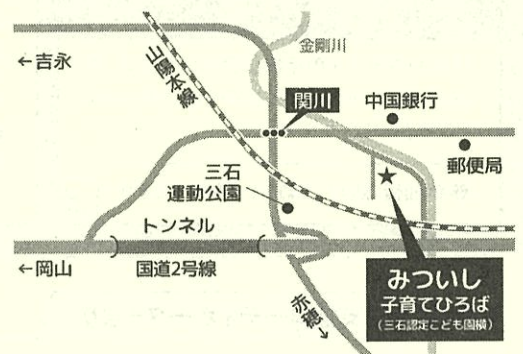 金剛川
←吉永
山陽本線
関川
中国銀行
郵便局
三石
運動公園
トンネル
←岡山
国道2号線
赤穂→
みついし
子育てひろば
(三石認定こども園横)